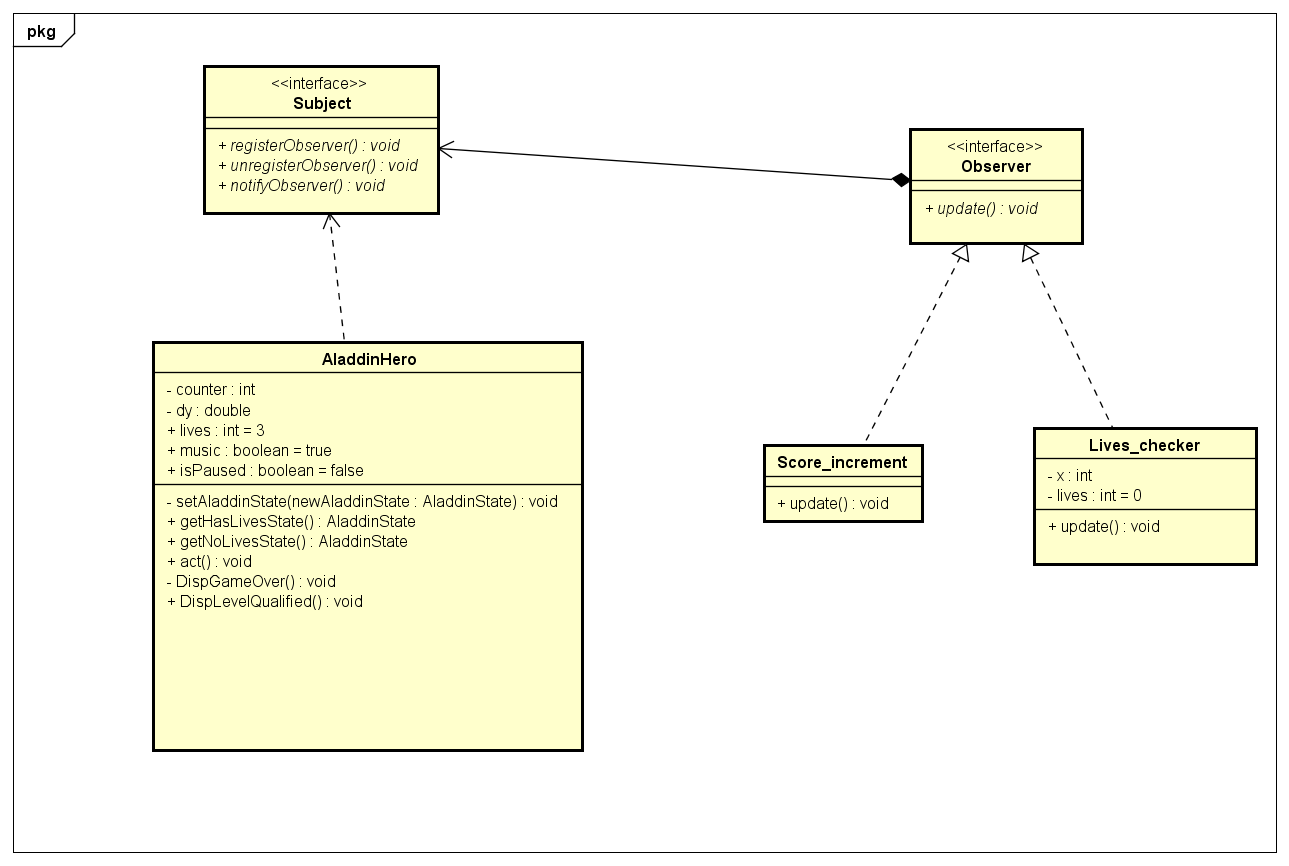 pkg
<<interface>>
Subject
+ registerObserver() : void
+ unregisterObserver() : void
+ notifyObserver() : void
<<interface>>
Observer
+ update() : void
AladdinHero
- counter : int
- dy : double
+ lives : int = 3
+ music : boolean = true
+ isPaused : boolean = false
- setAladdinState(newAladdinState : AladdinState) : void
+ getHasLivesState() : AladdinState
+ getNoLivesState() : AladdinState
+ act() : void
- DispGameOver() : void
+ DispLevelQualified() : void
Score_increment
+ update() : void
Lives_checker
- x : int
- lives : int = 0
+ update() : void